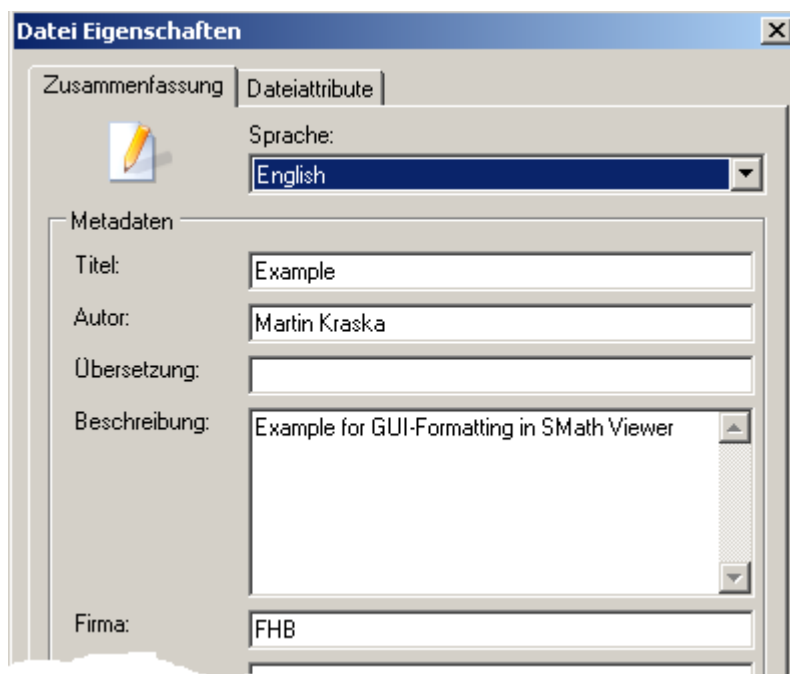 Datei Eigenschaften
Zusammenfassung Dateiattribute
Sprache:
English
Metadaten
Titel: Example
Autor: Martin Kraska
Übersetzung:
Beschreibung: Example for GUI-Formatting in SMath Viewer
Firma: FHB